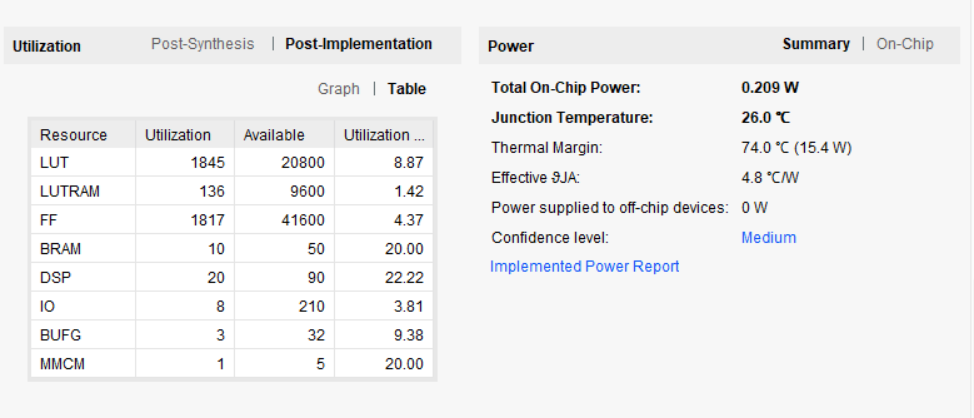 Utilization Post-Synthesis | Post-Implementation
Graph | Table
Resource Utilization Available Utilization ...
LUT 1845 20800 8.87
LUTRAM 136 9600 1.42
FF 1817 41600 4.37
BRAM 10 50 20.00
DSP 20 90 22.22
IO 8 210 3.81
BUFG 3 32 9.38
MMCM 1 5 20.00
Power Summary | On-Chip
Total On-Chip Power: 0.209 W
Junction Temperature: 26.0 ℃
Thermal Margin: 74.0 ℃ (15.4 W)
Effective ϑJA: 4.8 ℃/W
Power supplied to off-chip devices: 0 W
Confidence level: Medium
Implemented Power Report